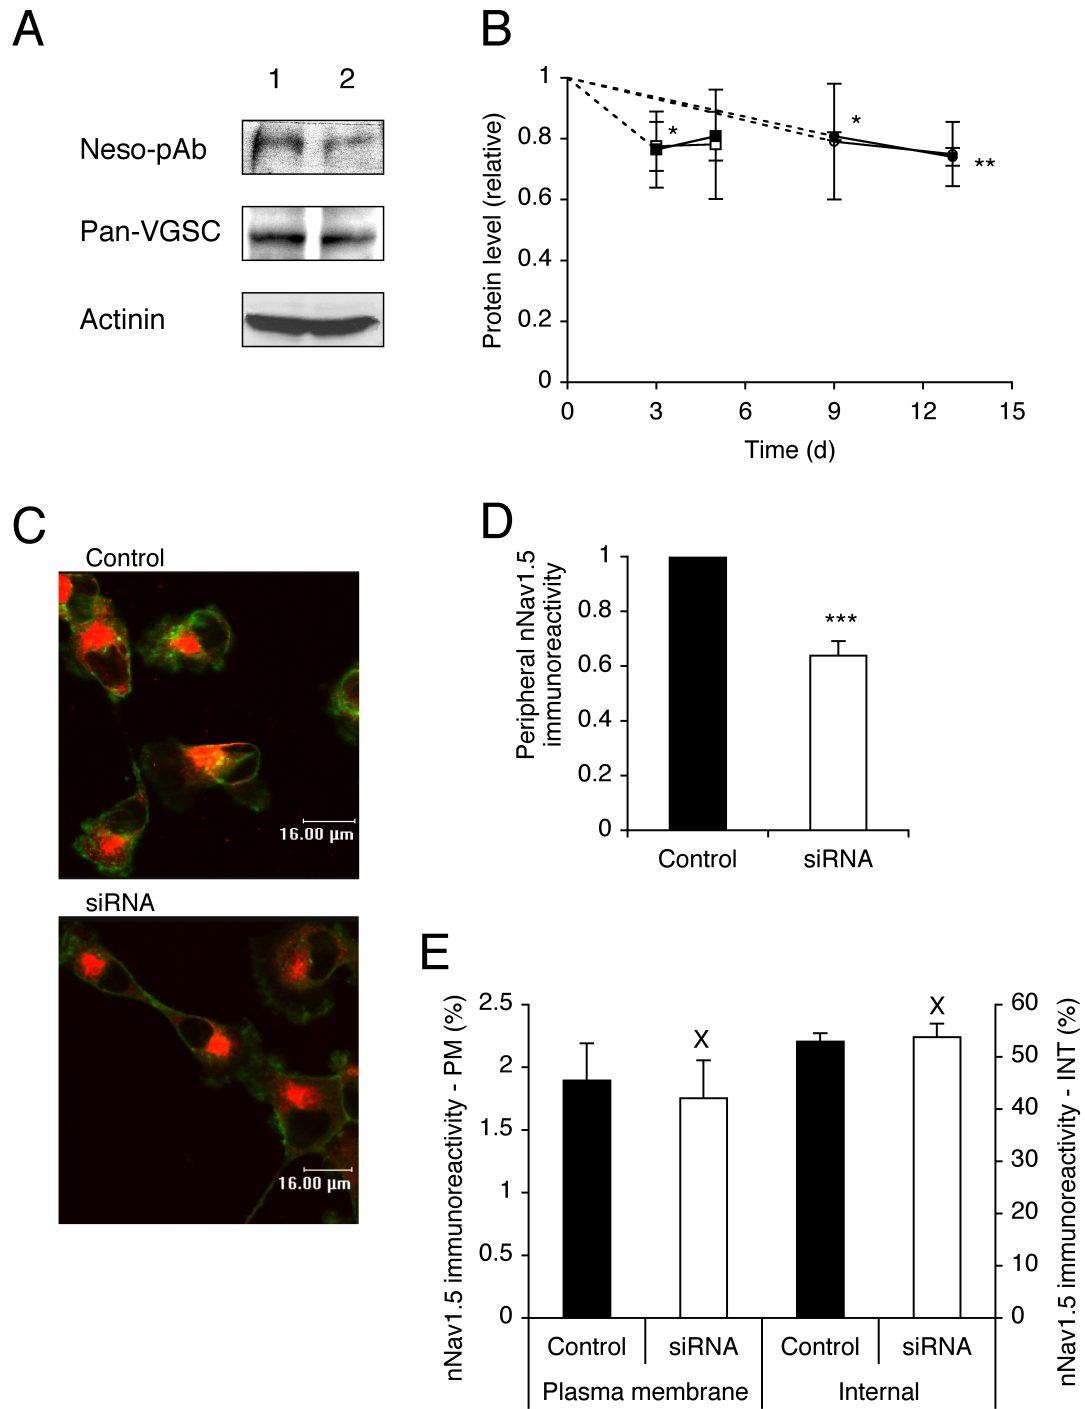 A
1 2
Neso-pAb
Pan-VGSC
Actinin
B
Protein level (relative)
1
0.8
0.6
0.4
0.2
0
*
*
**
0 3 6 9 12 15
Time (d)
C
Control
16.00 µm
siRNA
16.00 µm
D
Peripheral nNav1.5
immunoreactivity
1
0.8
0.6
0.4
0.2
0
***
Control siRNA
E
nNav1.5 immunoreactivity - PM (%)
2.5
2
1.5
1
0.5
0
X
X
60
50
40
30
20
10
0
nNav1.5 immunoreactivity - INT (%)
Control siRNA Control siRNA
Plasma membrane Internal